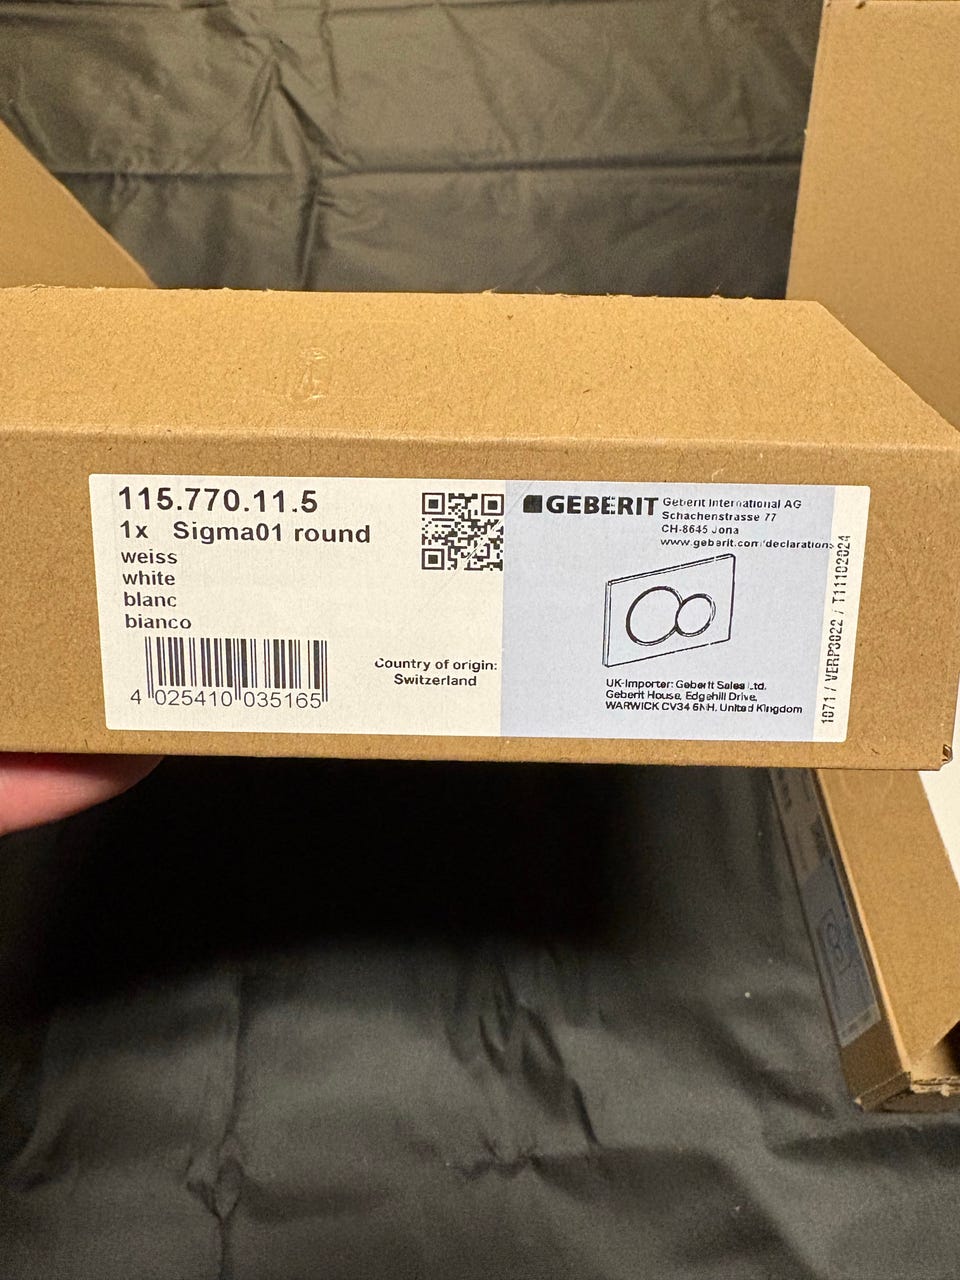 115.770.11.5
1x Sigma01 round
weiss
white
blanc
bianco
4 025410 035165
Country of origin:
Switzerland
GEBERIT
Geberit International AG
Schachenstrasse 77
CH-8645 Jona
www.geberit.com/declarations
UK-Importer: Geberit Sales Ltd.
Geberit House, Edgehill Drive,
WARWICK CV34 6NH, United Kingdom
1071 / VERP3022 / T11102024